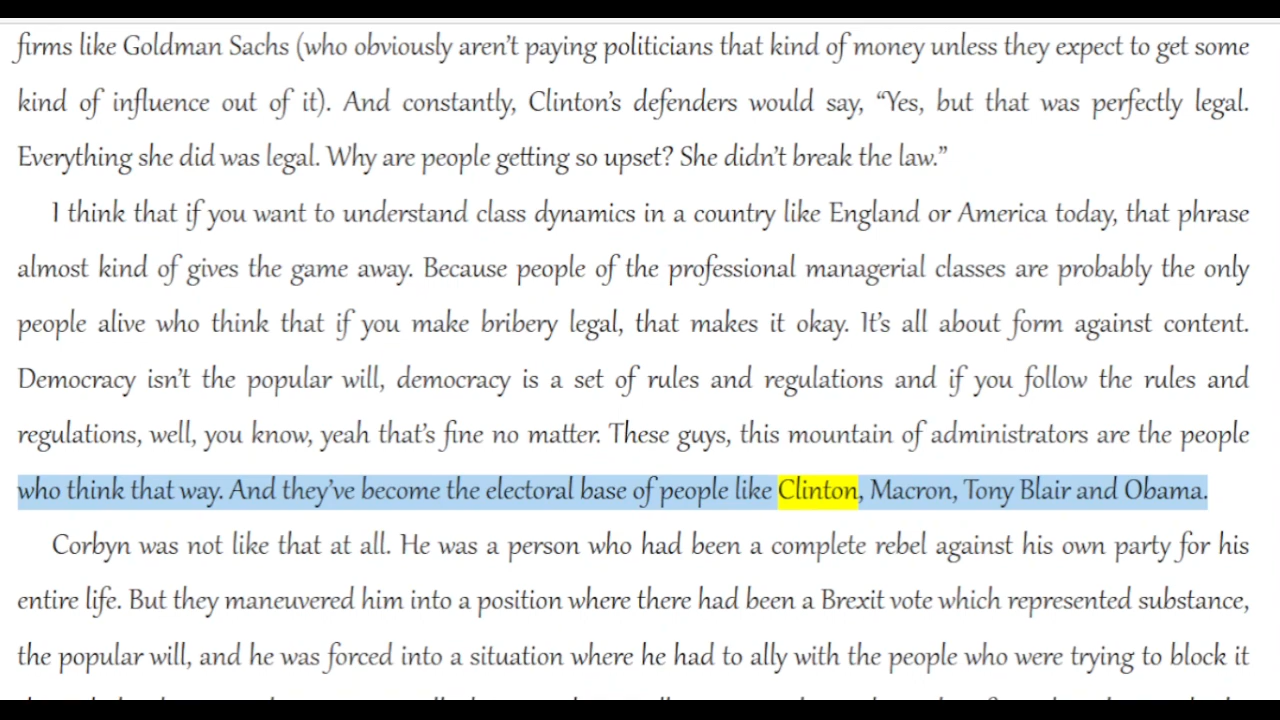 firms like Goldman Sachs (who obviously aren't paying politicians that kind of money unless they expect to get some
kind of influence out of it). And constantly, Clinton's defenders would say, “Yes, but that was perfectly legal.
Everything she did was legal. Why are people getting so upset? She didn't break the law.”
I think that if you want to understand class dynamics in a country like England or America today, that phrase
almost kind of gives the game away. Because people of the professional managerial classes are probably the only
people alive who think that if you make bribery legal, that makes it okay. It's all about form against content.
Democracy isn't the popular will, democracy is a set of rules and regulations and if you follow the rules and
regulations, well, you know, yeah that's fine no matter. These guys, this mountain of administrators are the people
who think that way. And they've become the electoral base of people like Clinton, Macron, Tony Blair and Obama.
Corbyn was not like that at all. He was a person who had been a complete rebel against his own party for his
entire life. But they maneuvered him into a position where there had been a Brexit vote which represented substance,
the popular will, and he was forced into a situation where he had to ally with the people who were trying to block it